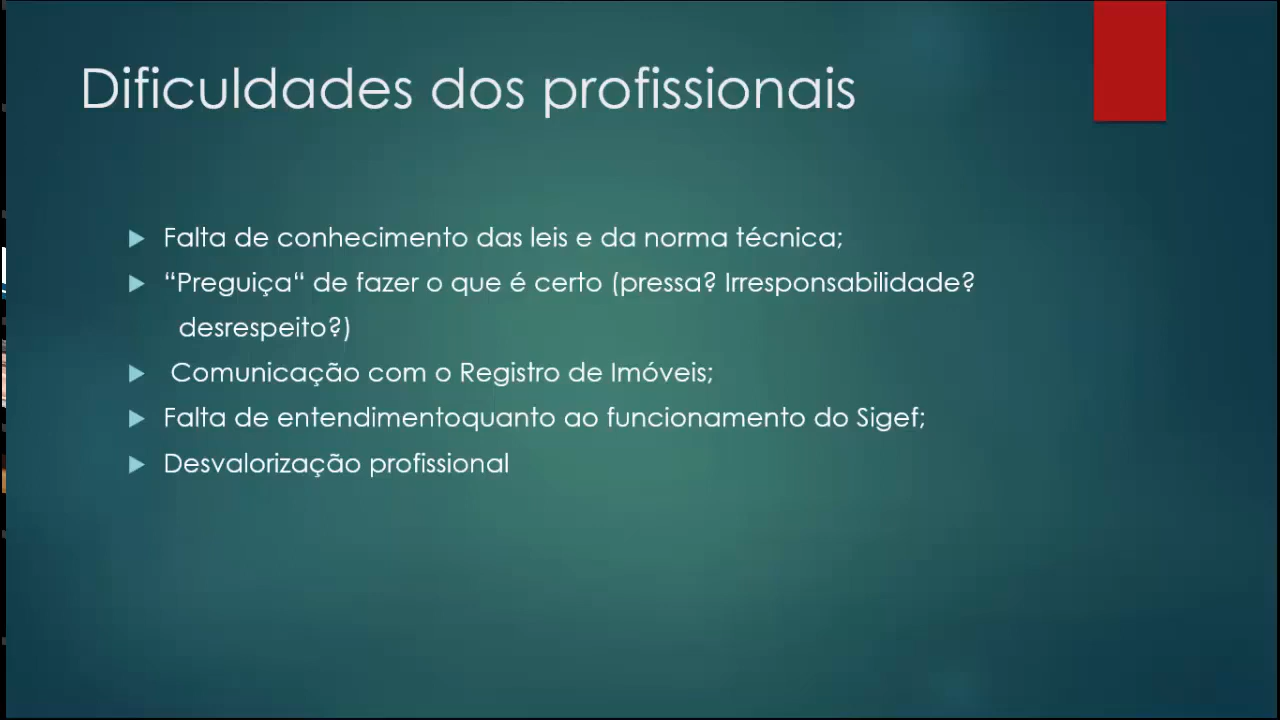 Dificuldades dos profissionais
Falta de conhecimento das leis e da norma técnica;
“Preguiça“ de fazer o que é certo (pressa? Irresponsabilidade?
desrespeito?)
Comunicação com o Registro de Imóveis;
Falta de entendimentoquanto ao funcionamento do Sigef;
Desvalorização profissional